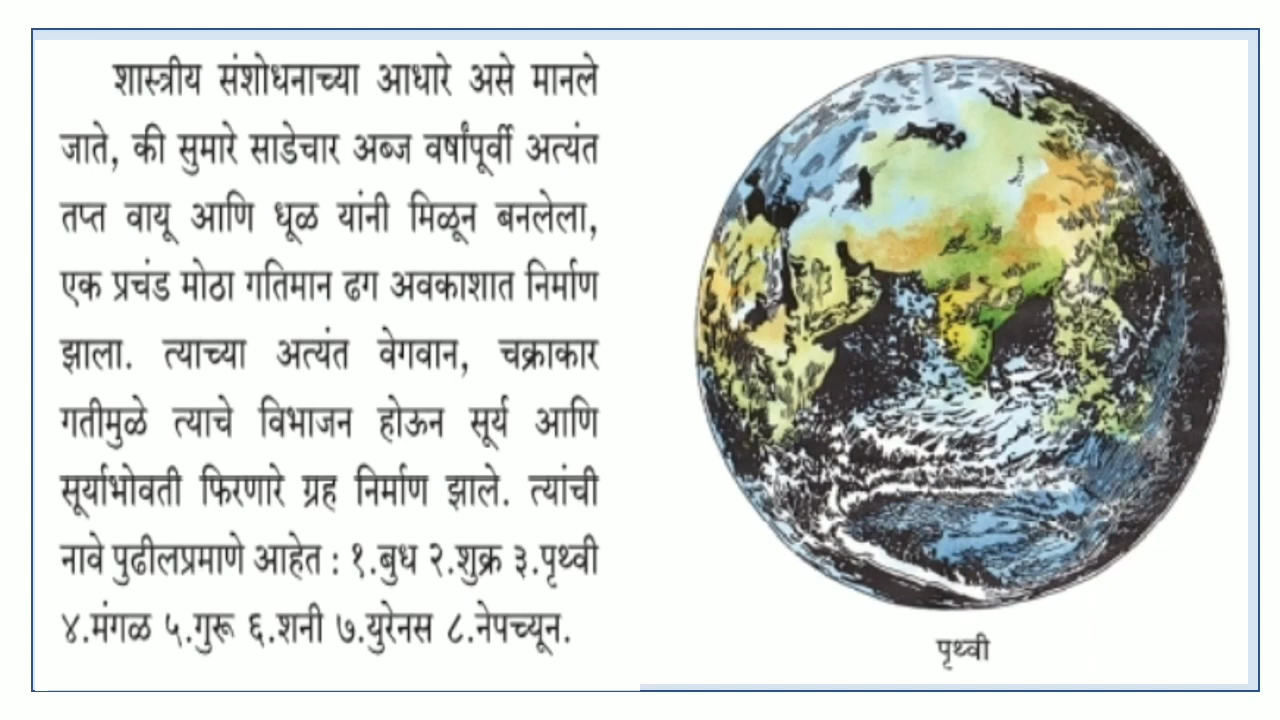 शास्त्रीय संशोधनाच्या आधारे असे मानले
जाते, की सुमारे साडेचार अब्ज वर्षांपूर्वी अत्यंत
तप्त वायू आणि धूळ यांनी मिळून बनलेला,
एक प्रचंड मोठा गतिमान ढग अवकाशात निर्माण
झाला. त्याच्या अत्यंत वेगवान, चक्राकार
गतीमुळे त्याचे विभाजन होऊन सूर्य आणि
सूर्याभोवती फिरणारे ग्रह निर्माण झाले. त्यांची
नावे पुढीलप्रमाणे आहेत : १.बुध २.शुक्र ३.पृथ्वी
४.मंगळ ५.गुरू ६.शनी ७.युरेनस ८.नेपच्यून.
पृथ्वी